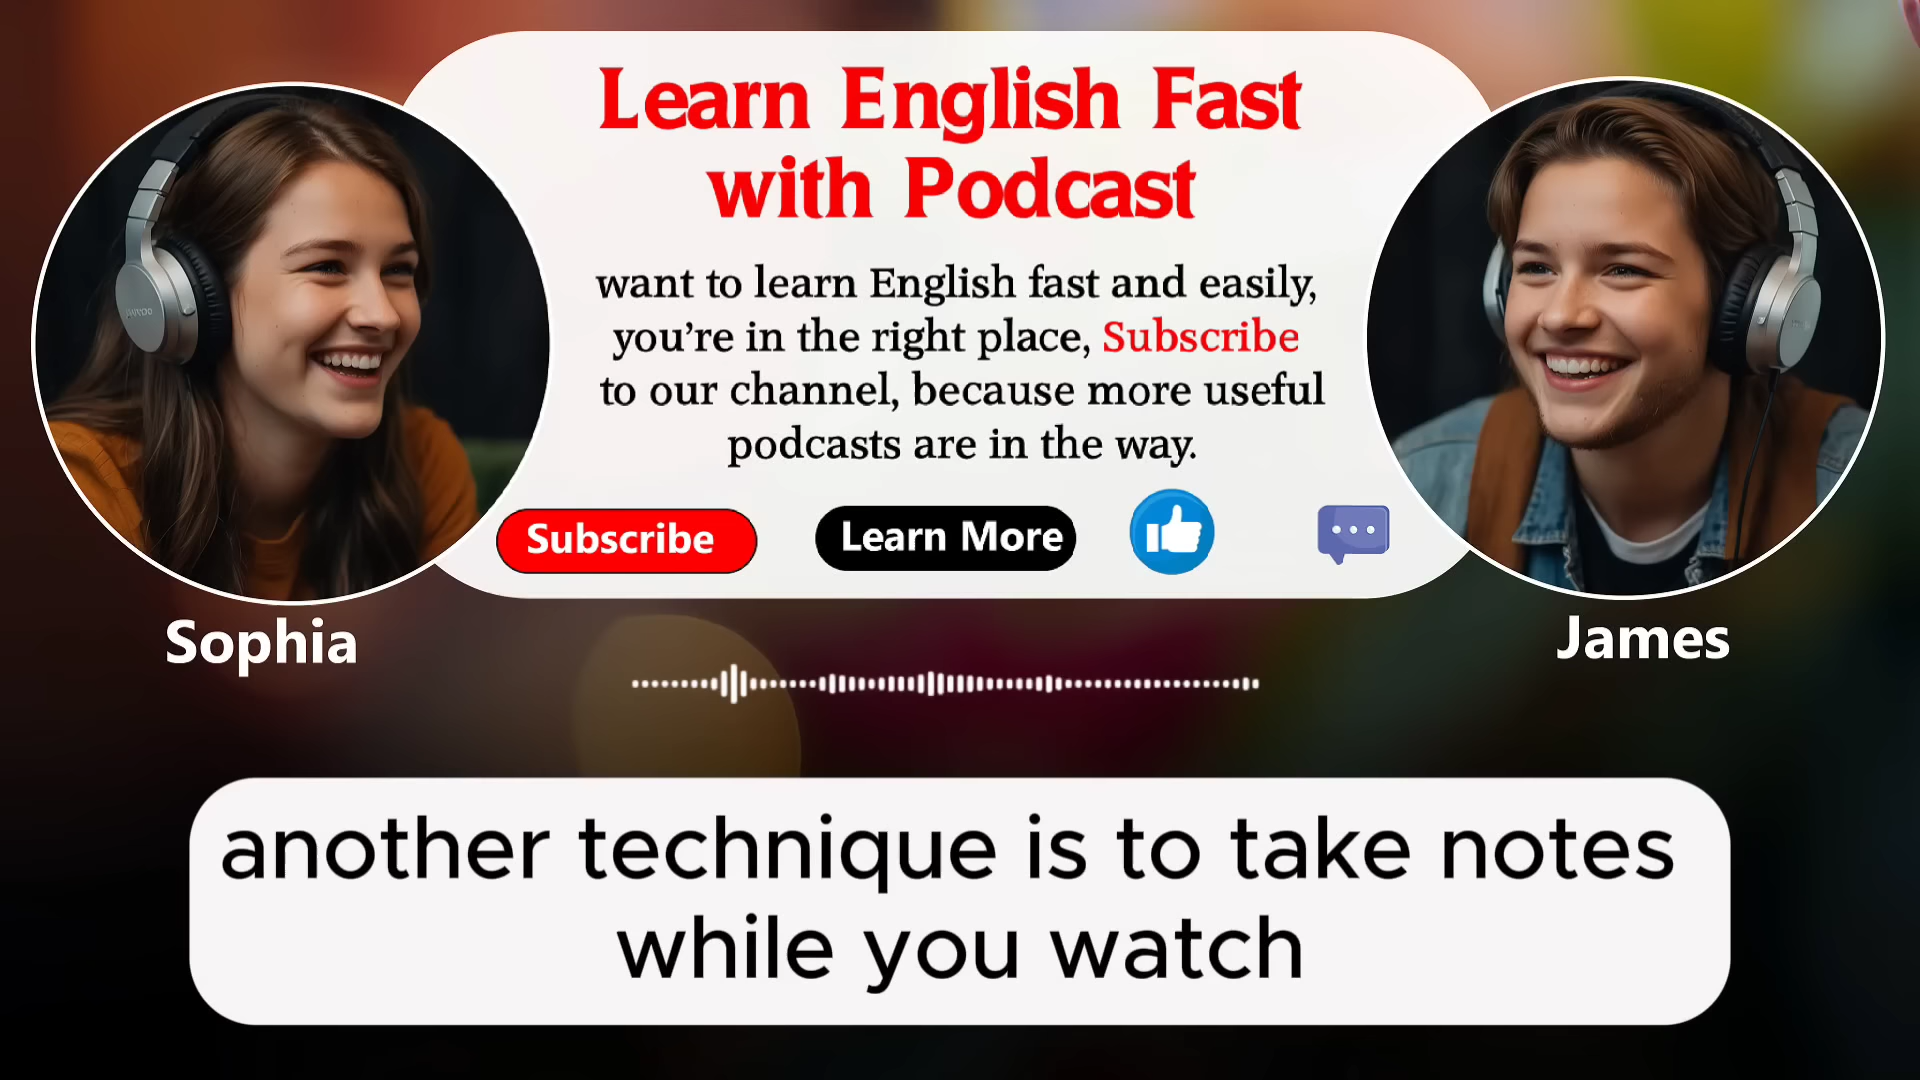 Learn English Fast
with Podcast
want to learn English fast and easily,
you're in the right place, Subscribe
to our channel, because more useful
podcasts are in the way.
Subscribe
Learn More
Sophia
James
another technique is to take notes
while you watch